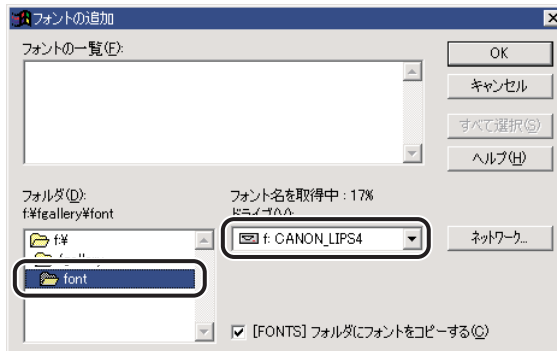 フォントの追加
フォントの一覧(F):
OK
キャンセル
すべて選択(S)
ヘルプ(H)
フォルダ(D):
f:¥fgallery¥font
フォント名を取得中 : 17%
f:¥
font
f: CANON_LIPS4
ネットワーク...
[FONTS] フォルダにフォントをコピーする(C)